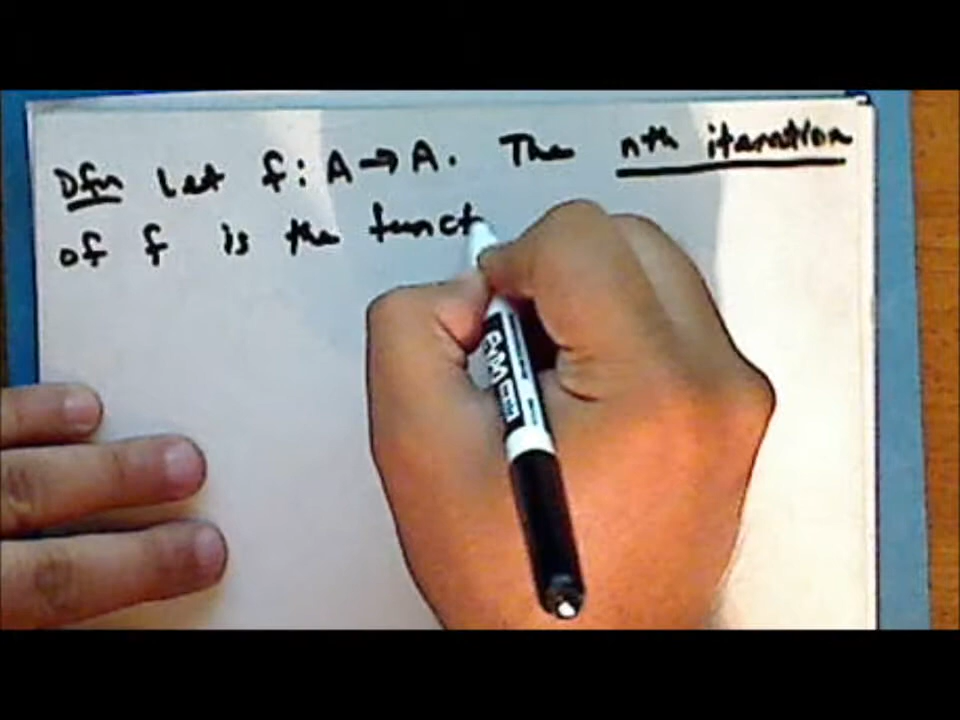 Dfn Let f: A → A. The nth iteration
of f is the funct